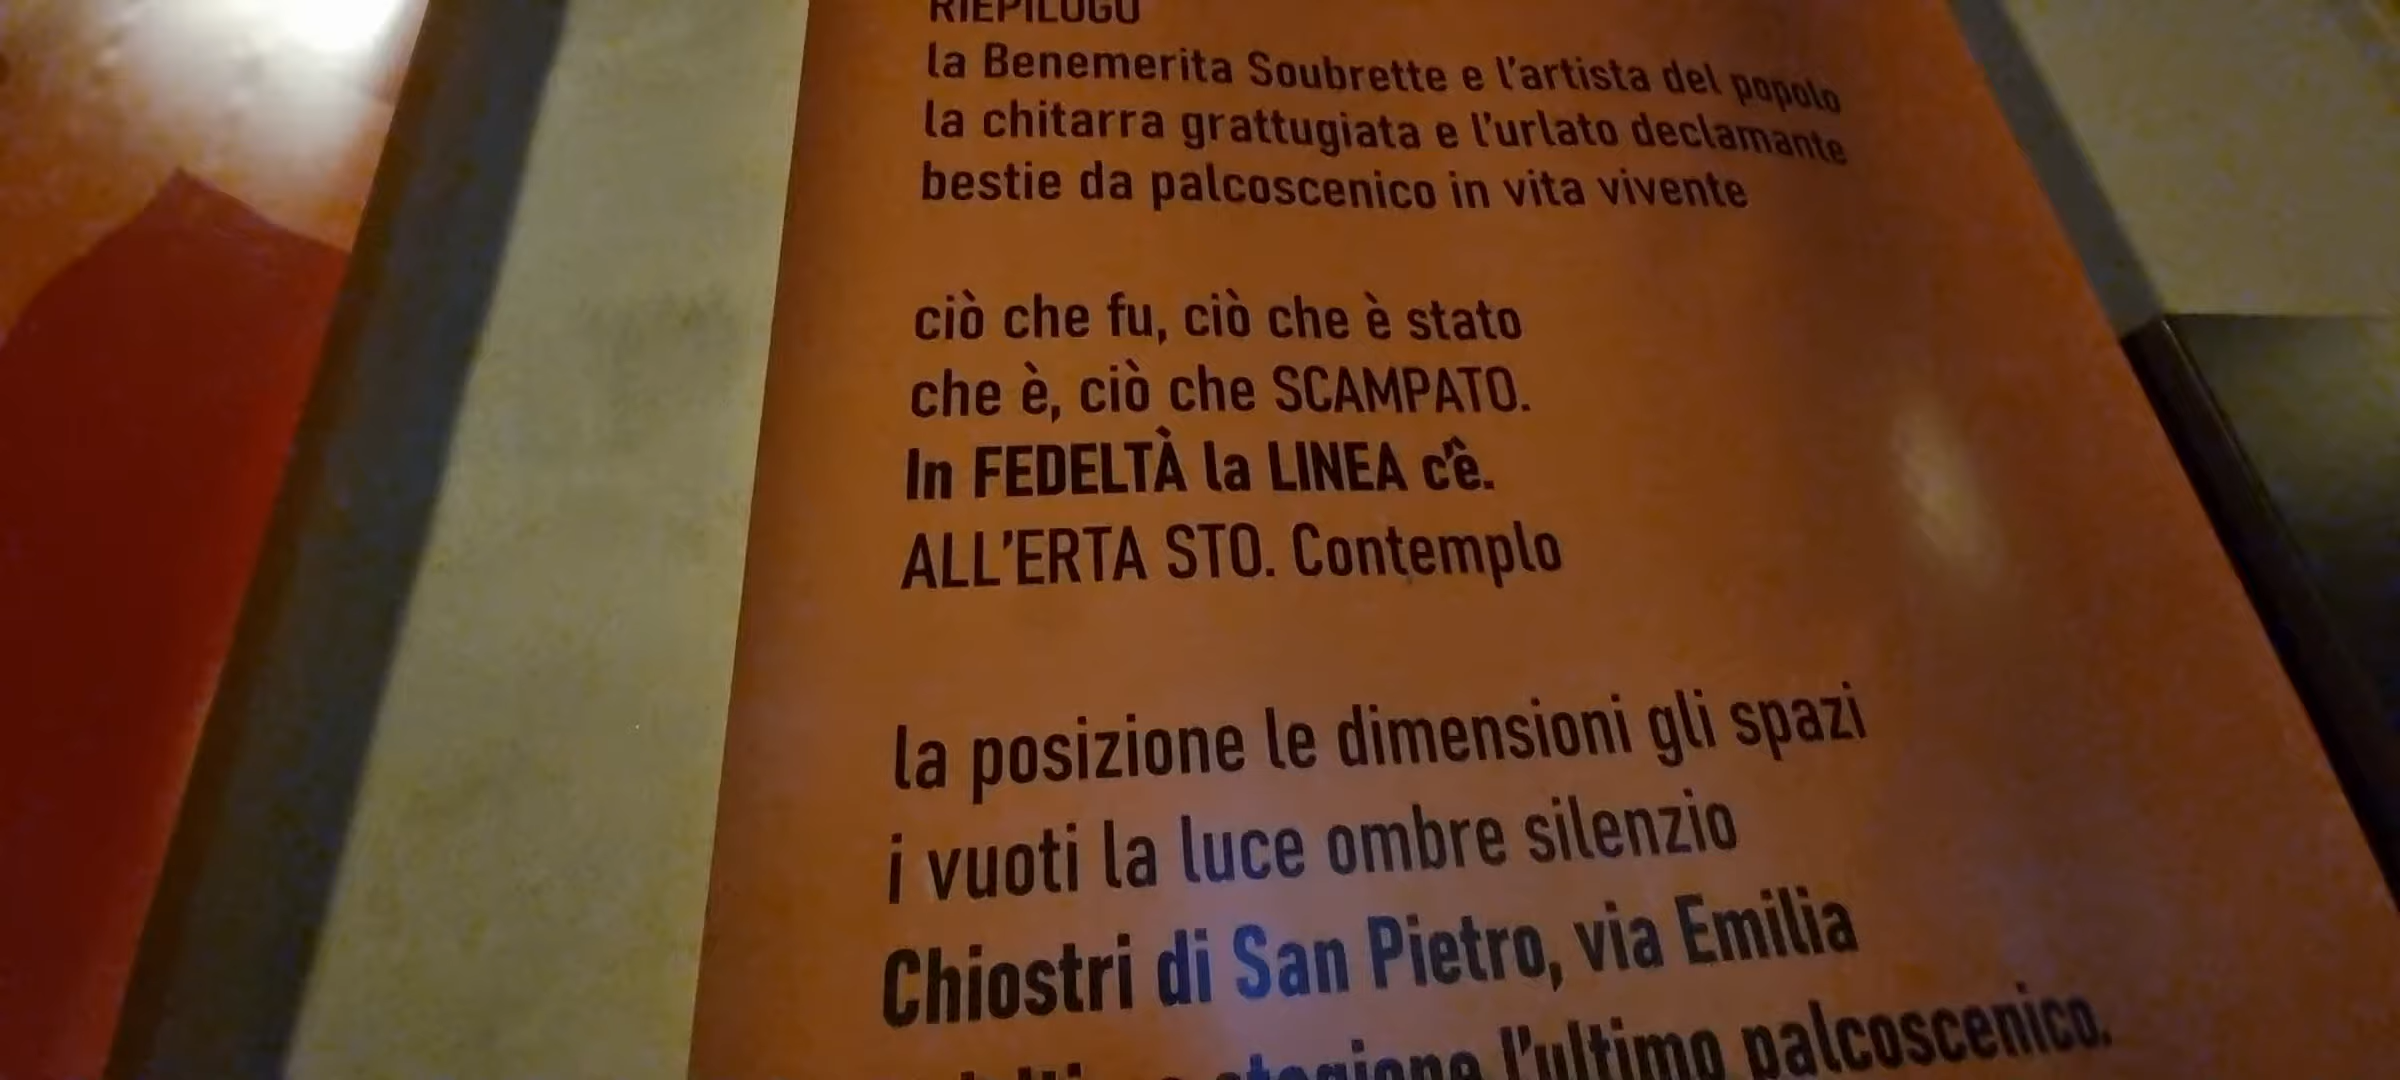 RIEPILOGO
la Benemerita Soubrette e l'artista del popolo
la chitarra grattugiata e l'urlato declamante
bestie da palcoscenico in vita vivente
ciò che fu, ciò che è stato
che è, ciò che SCAMPATO.
In FEDELTÀ la LINEA c'è.
ALL'ERTA STO. Contemplo
la posizione le dimensioni gli spazi
i vuoti la luce ombre silenzio
Chiostri di San Pietro, via Emilia
stagione l'ultimo palcoscenico.